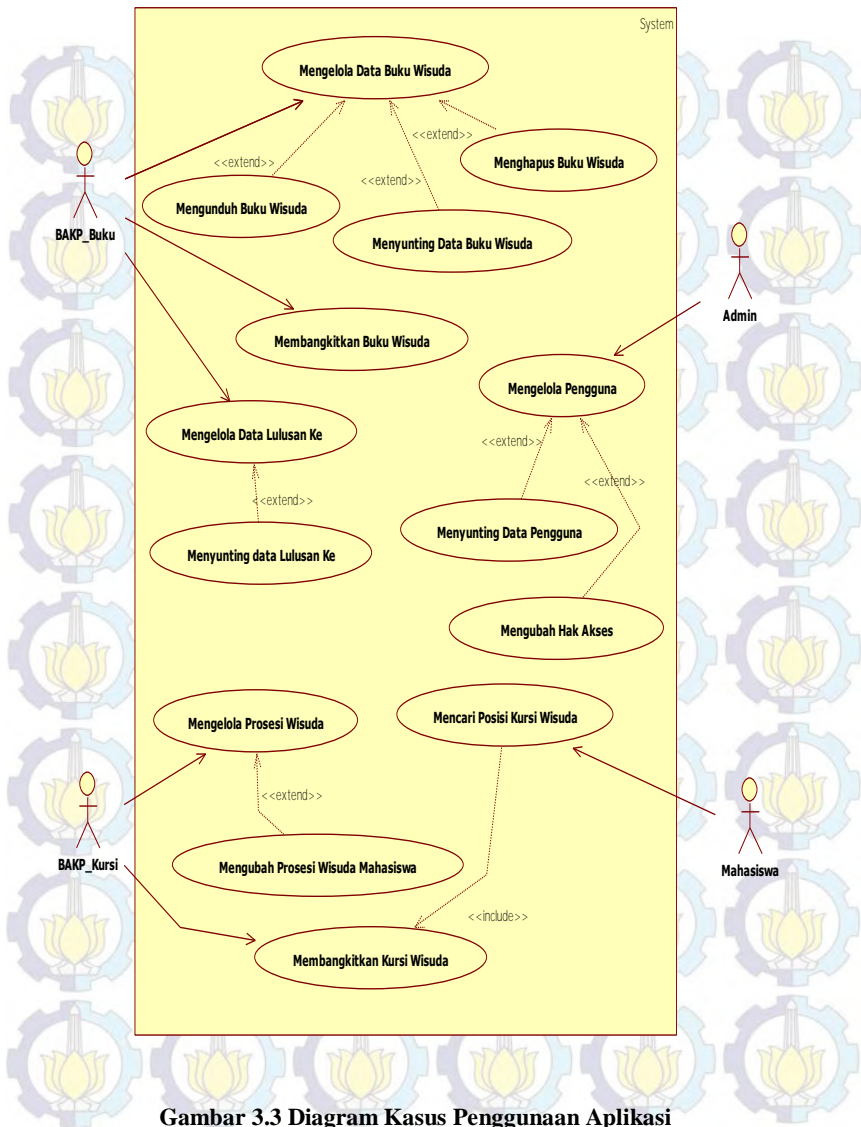 System
Mengelola Data Buku Wisuda
<<extend>>
Menghapus Buku Wisuda
<<extend>>
<<extend>>
Mengunduh Buku Wisuda
BAKP_Buku
Menyunting Data Buku Wisuda
Admin
Membangkitkan Buku Wisuda
Mengelola Pengguna
Mengelola Data Lulusan Ke
<<extend>>
<<extend>>
<<extend>>
Menyunting Data Pengguna
Menyunting data Lulusan Ke
Mengubah Hak Akses
Mencari Posisi Kursi Wisuda
Mengelola Prosesi Wisuda
<<extend>>
BAKP_Kursi
Mengubah Prosesi Wisuda Mahasiswa
Mahasiswa
<<include>>
Membangkitkan Kursi Wisuda
Gambar 3.3 Diagram Kasus Penggunaan Aplikasi